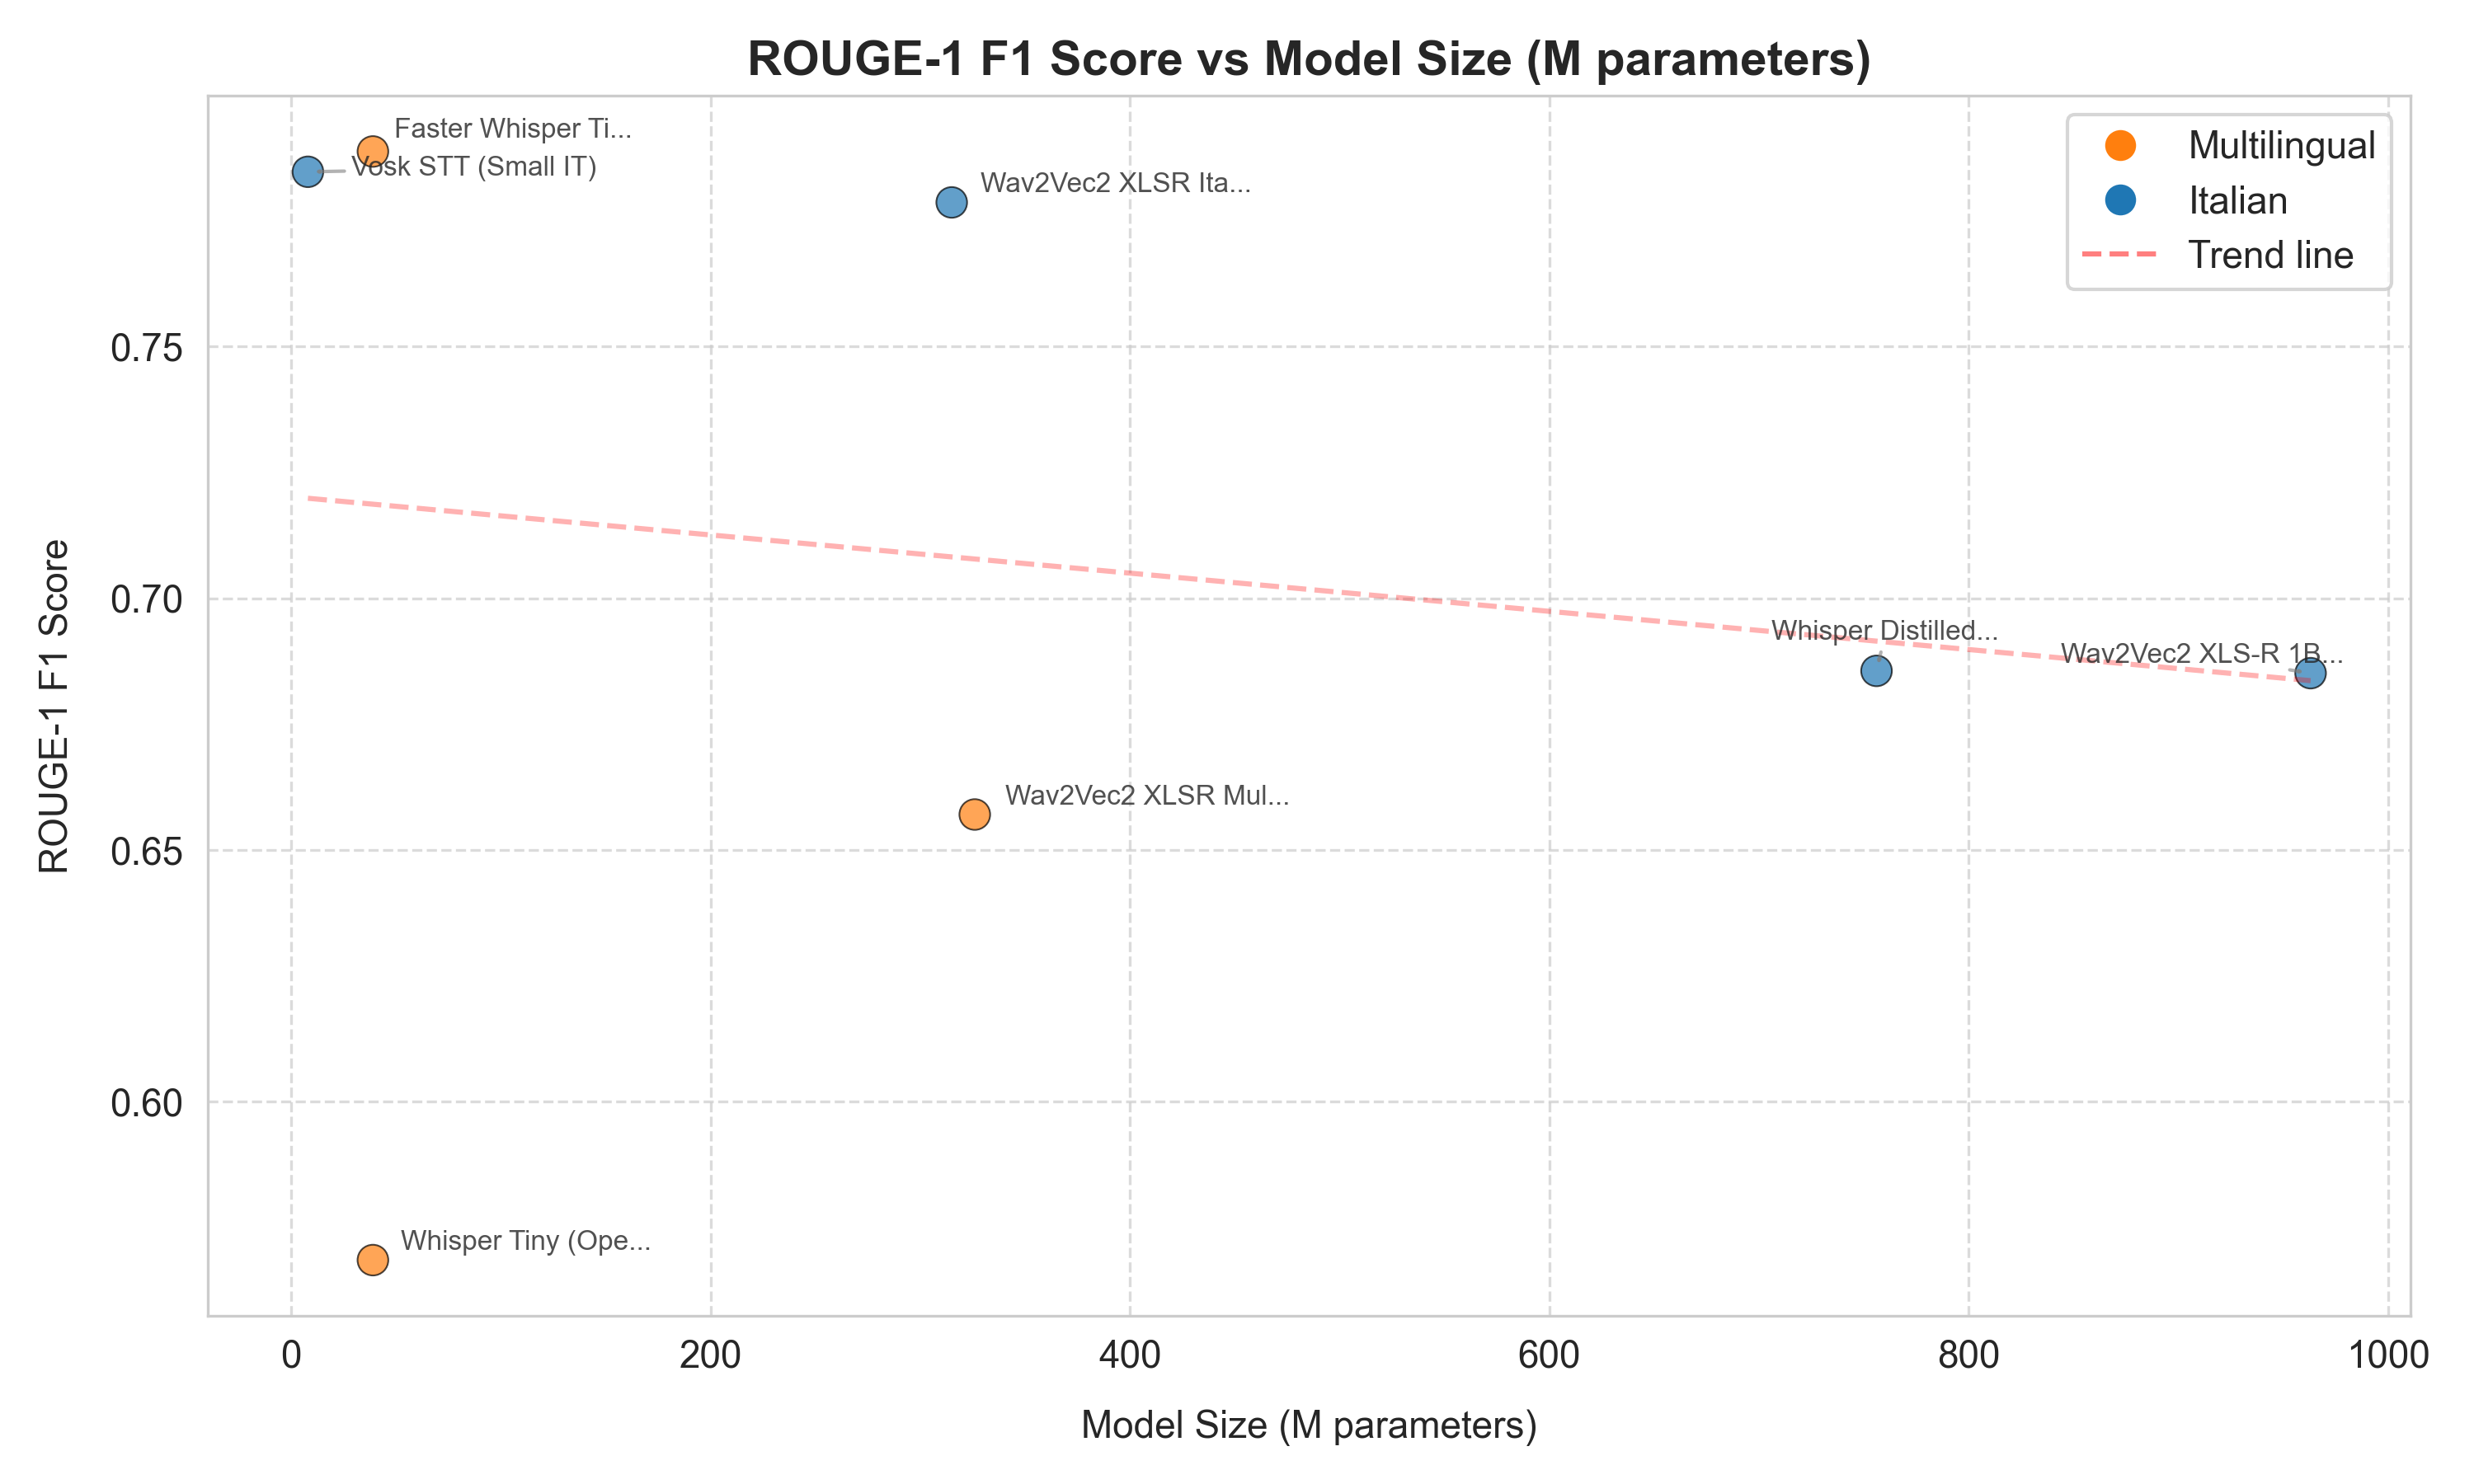 ROUGE-1 F1 Score vs Model Size (M parameters)
Faster Whisper Ti...
Vosk STT (Small IT)
Wav2Vec2 XLSR Ita...
Multilingual
Italian
Trend line
0.75
0.70
0.65
0.60
ROUGE-1 F1 Score
Whisper Distilled...
Wav2Vec2 XLS-R 1B...
Wav2Vec2 XLSR Mul...
Whisper Tiny (Ope...
0
200
400
600
800
1000
Model Size (M parameters)